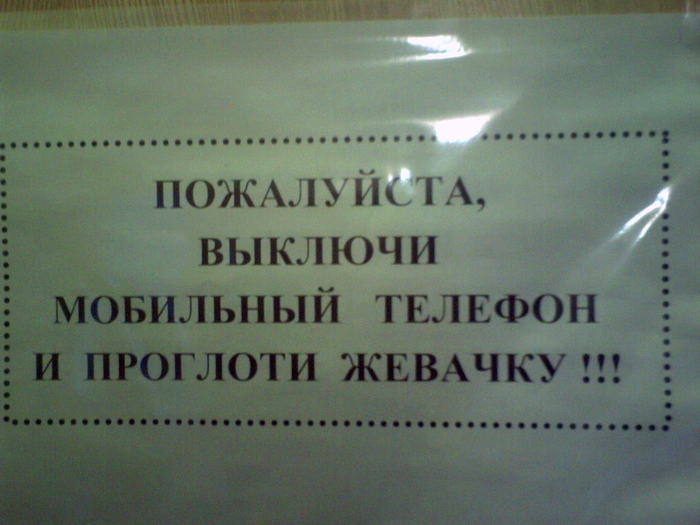 ПОЖАЛУЙСТА,
ВЫКЛЮЧИ
МОБИЛЬНЫЙ ТЕЛЕФОН
И ПРОГЛОТИ ЖЕВАЧКУ !!!